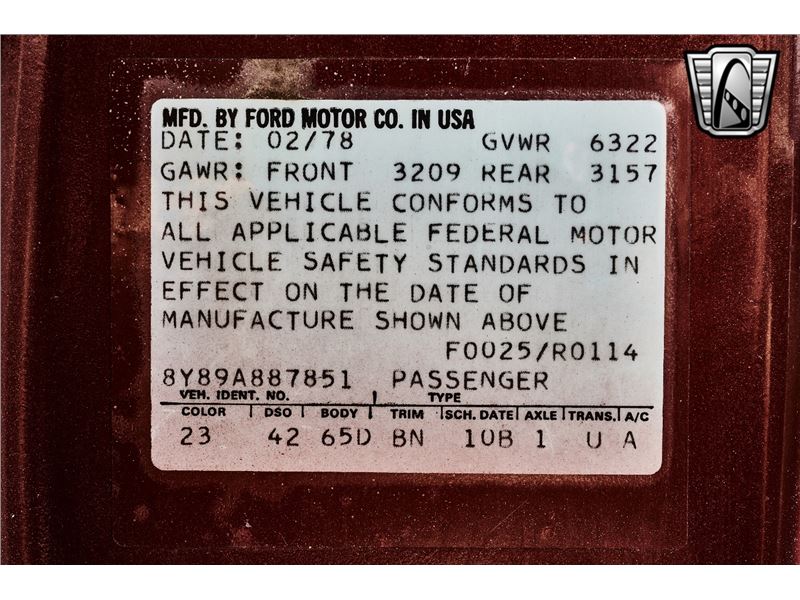 MFD. BY FORD MOTOR CO. IN USA
DATE: 02/78 GVWR 6322
GAWR: FRONT 3209 REAR 3157
THIS VEHICLE CONFORMS TO
ALL APPLICABLE FEDERAL MOTOR
VEHICLE SAFETY STANDARDS IN
EFFECT ON THE DATE OF
MANUFACTURE SHOWN ABOVE
F0025/R0114
8Y89A887851 PASSENGER
VEH. IDENT. NO. TYPE
COLOR DSO BODY TRIM SCH. DATE AXLE TRANS. A/C
23 42 65D BN 10B 1 U A